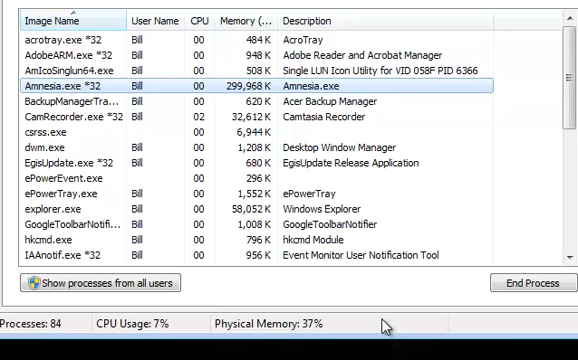 Image Name User Name CPU Memory (... Description
acrotray.exe *32 Bill 00 484 K AcroTray
AdobeARM.exe *32 Bill 00 948 K Adobe Reader and Acrobat Manager
AmIcoSinglun64.exe Bill 00 508 K Single LUN Icon Utility for VID 058F PID 6366
Amnesia.exe *32 Bill 00 299,968 K Amnesia.exe
BackupManagerTra... Bill 00 620 K Acer Backup Manager
CamRecorder.exe *32 Bill 02 32,612 K Camtasia Recorder
csrss.exe 00 6,944 K
dwm.exe Bill 00 1,208 K Desktop Window Manager
EgisUpdate.exe *32 Bill 00 680 K EgisUpdate Release Application
ePowerEvent.exe 00 296 K
ePowerTray.exe Bill 00 1,552 K ePowerTray
explorer.exe Bill 00 58,052 K Windows Explorer
GoogleToolbarNotifi... Bill 00 1,008 K GoogleToolbarNotifier
hkcmd.exe Bill 00 796 K hkcmd Module
IAAnotif.exe *32 Bill 00 956 K Event Monitor User Notification Tool
Show processes from all users End Process
Processes: 84 CPU Usage: 7% Physical Memory: 37%